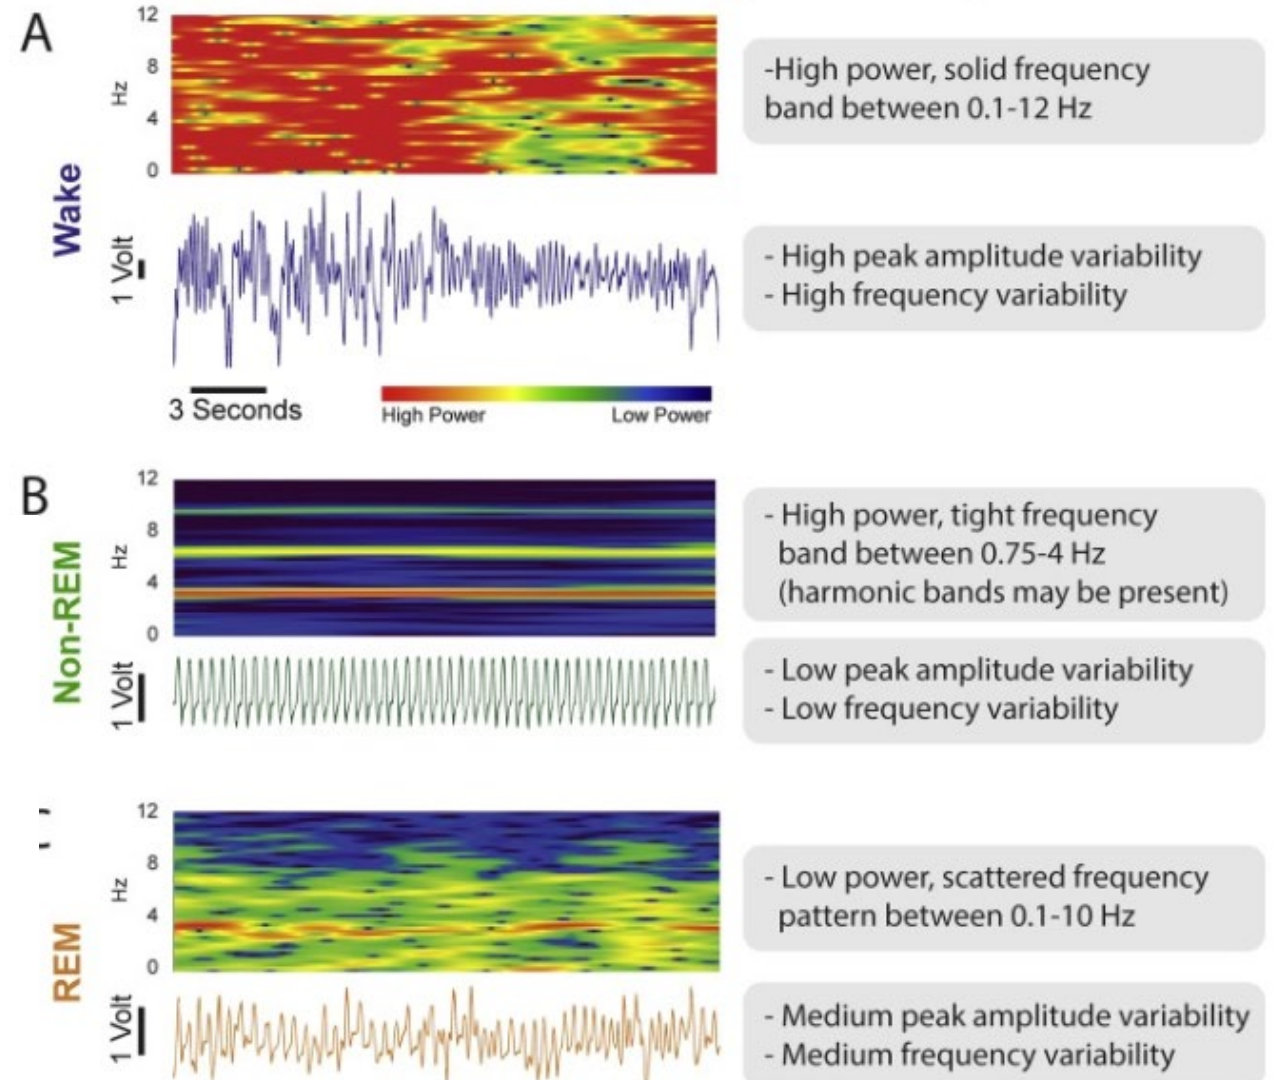 A
12
8
4
0
Hz
Wake
-High power, solid frequency
band between 0.1-12 Hz
1 Volt
- High peak amplitude variability
- High frequency variability
3 Seconds
High Power
Low Power
B
12
8
4
0
Hz
Non-REM
- High power, tight frequency
band between 0.75-4 Hz
(harmonic bands may be present)
1 Volt
- Low peak amplitude variability
- Low frequency variability
12
8
4
0
Hz
REM
- Low power, scattered frequency
pattern between 0.1-10 Hz
1 Volt
- Medium peak amplitude variability
- Medium frequency variability